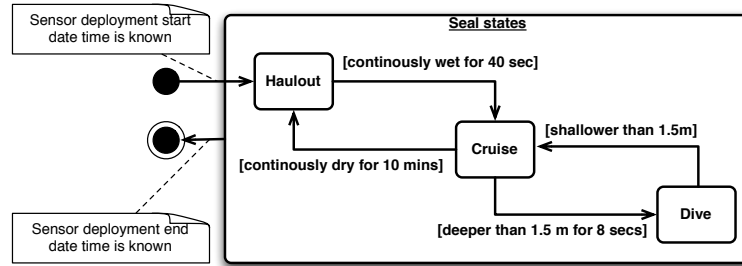 Sensor deployment start
date time is known
Seal states
[continously wet for 40 sec]
Haulout
[shallower than 1.5m]
Cruise
[continously dry for 10 mins]
Sensor deployment end
date time is known
Dive
[deeper than 1.5 m for 8 secs]